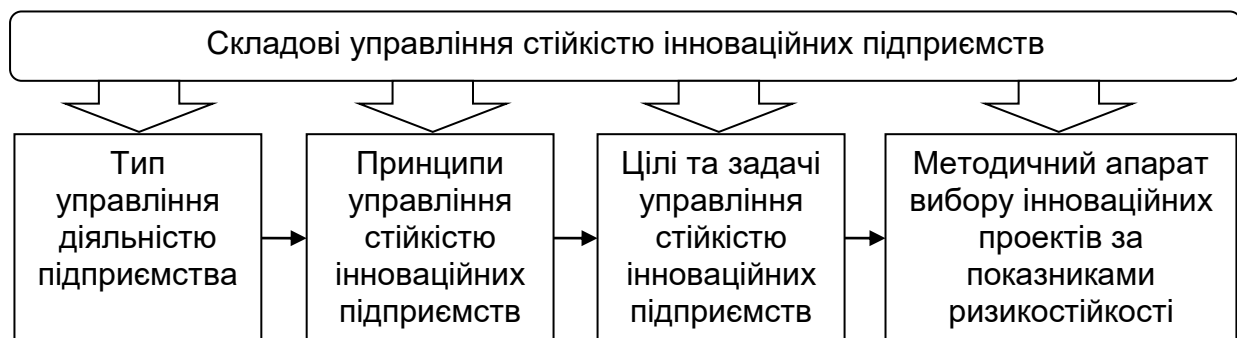 Складові управління стійкістю інноваційних підприємств
Тип
управління
діяльністю
підприємства
Принципи
управління
стійкістю
інноваційних
підприємств
Цілі та задачі
управління
стійкістю
інноваційних
підприємств
Методичний апарат
вибору інноваційних
проектів за
показниками
ризикостійкості